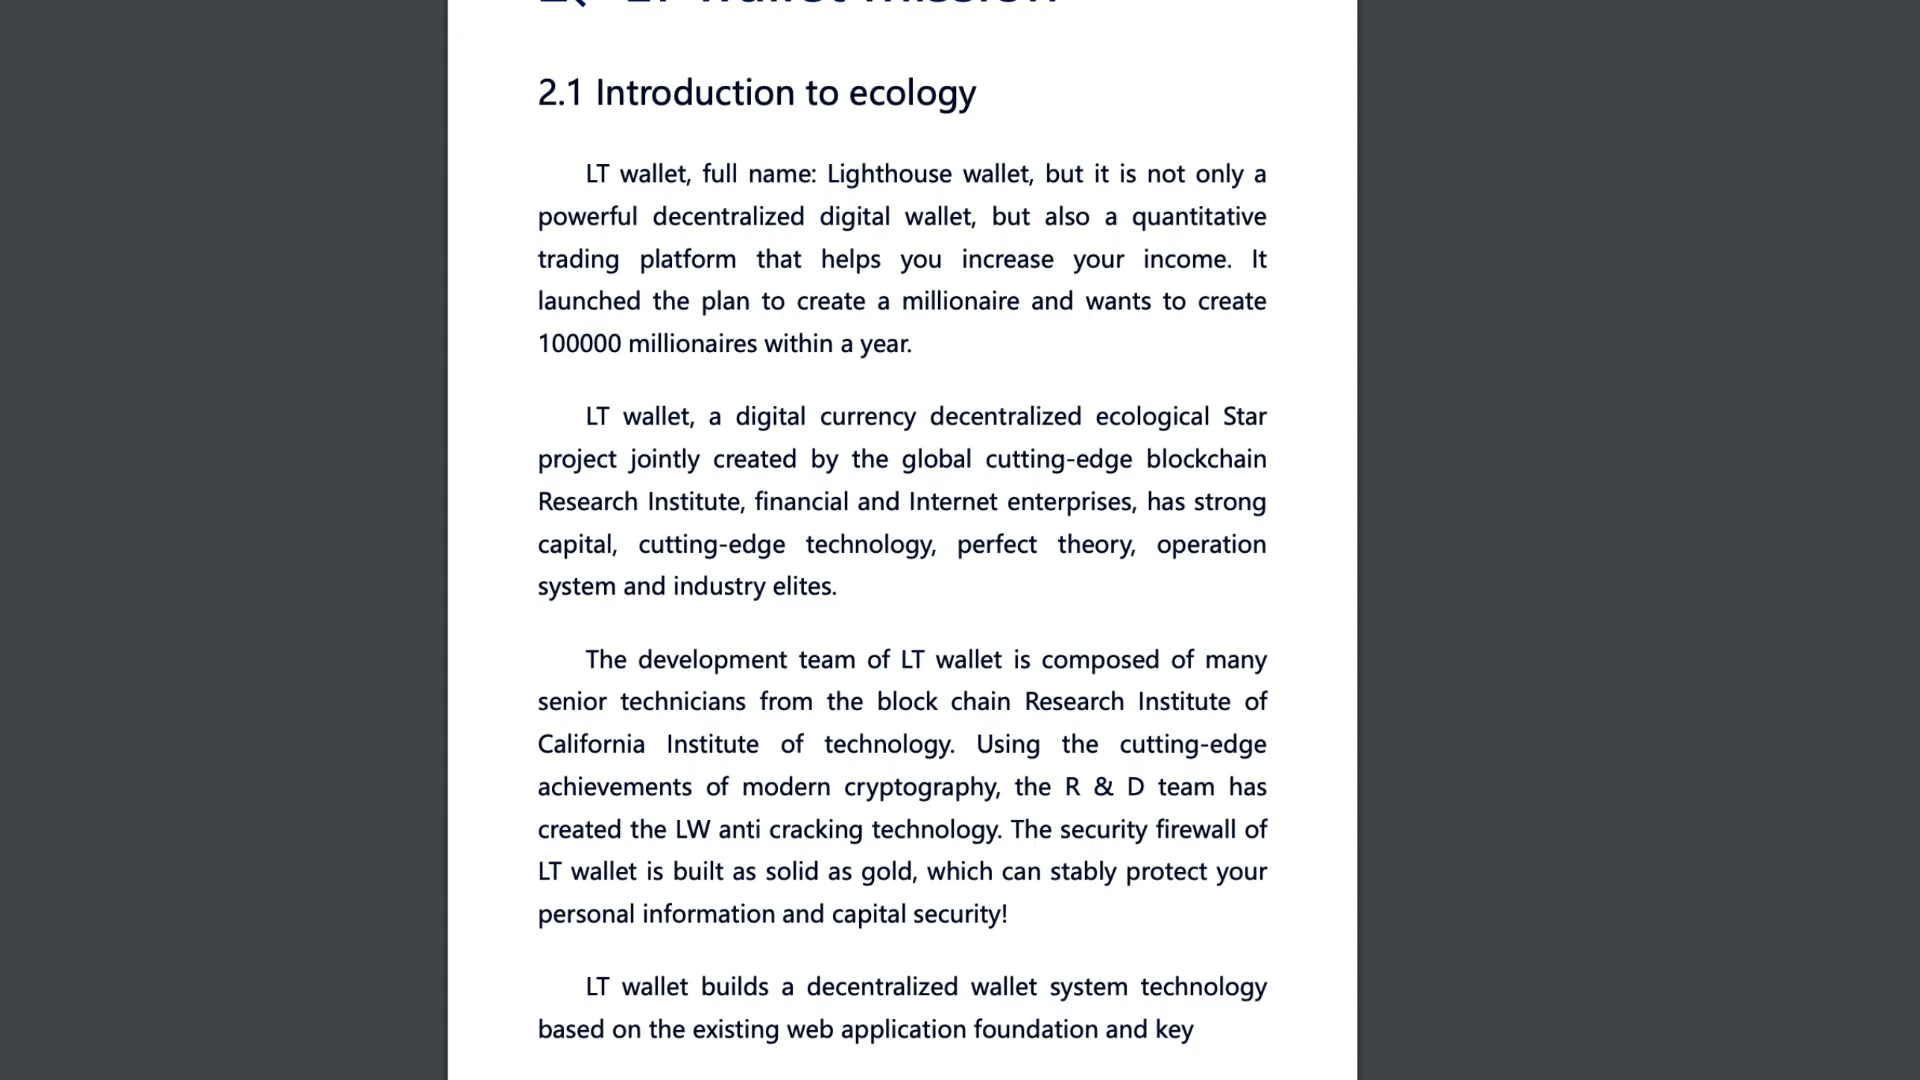 2、LT wallet mission
2.1 Introduction to ecology
LT wallet, full name: Lighthouse wallet, but it is not only a
powerful decentralized digital wallet, but also a quantitative
trading platform that helps you increase your income. It
launched the plan to create a millionaire and wants to create
100000 millionaires within a year.
LT wallet, a digital currency decentralized ecological Star
project jointly created by the global cutting-edge blockchain
Research Institute, financial and Internet enterprises, has strong
capital, cutting-edge technology, perfect theory, operation
system and industry elites.
The development team of LT wallet is composed of many
senior technicians from the block chain Research Institute of
California Institute of technology. Using the cutting-edge
achievements of modern cryptography, the R & D team has
created the LW anti cracking technology. The security firewall of
LT wallet is built as solid as gold, which can stably protect your
personal information and capital security!
LT wallet builds a decentralized wallet system technology
based on the existing web application foundation and key